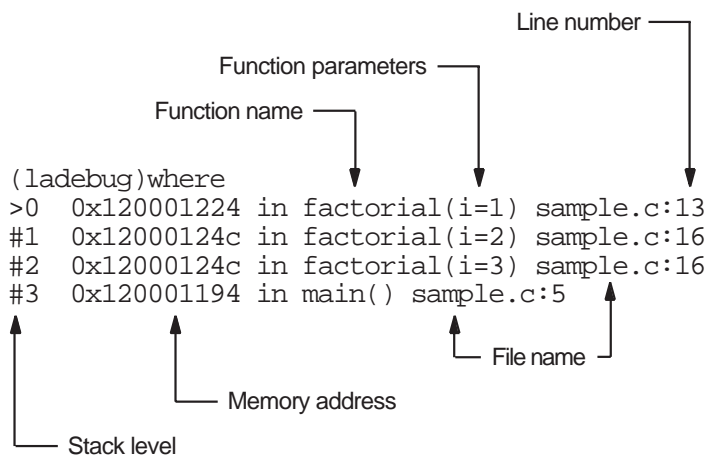 Line number
Function parameters
Function name
(ladebug)where
>0 0x120001224 in factorial(i=1) sample.c:13
#1 0x12000124c in factorial(i=2) sample.c:16
#2 0x12000124c in factorial(i=3) sample.c:16
#3 0x120001194 in main() sample.c:5
File name
Memory address
Stack level